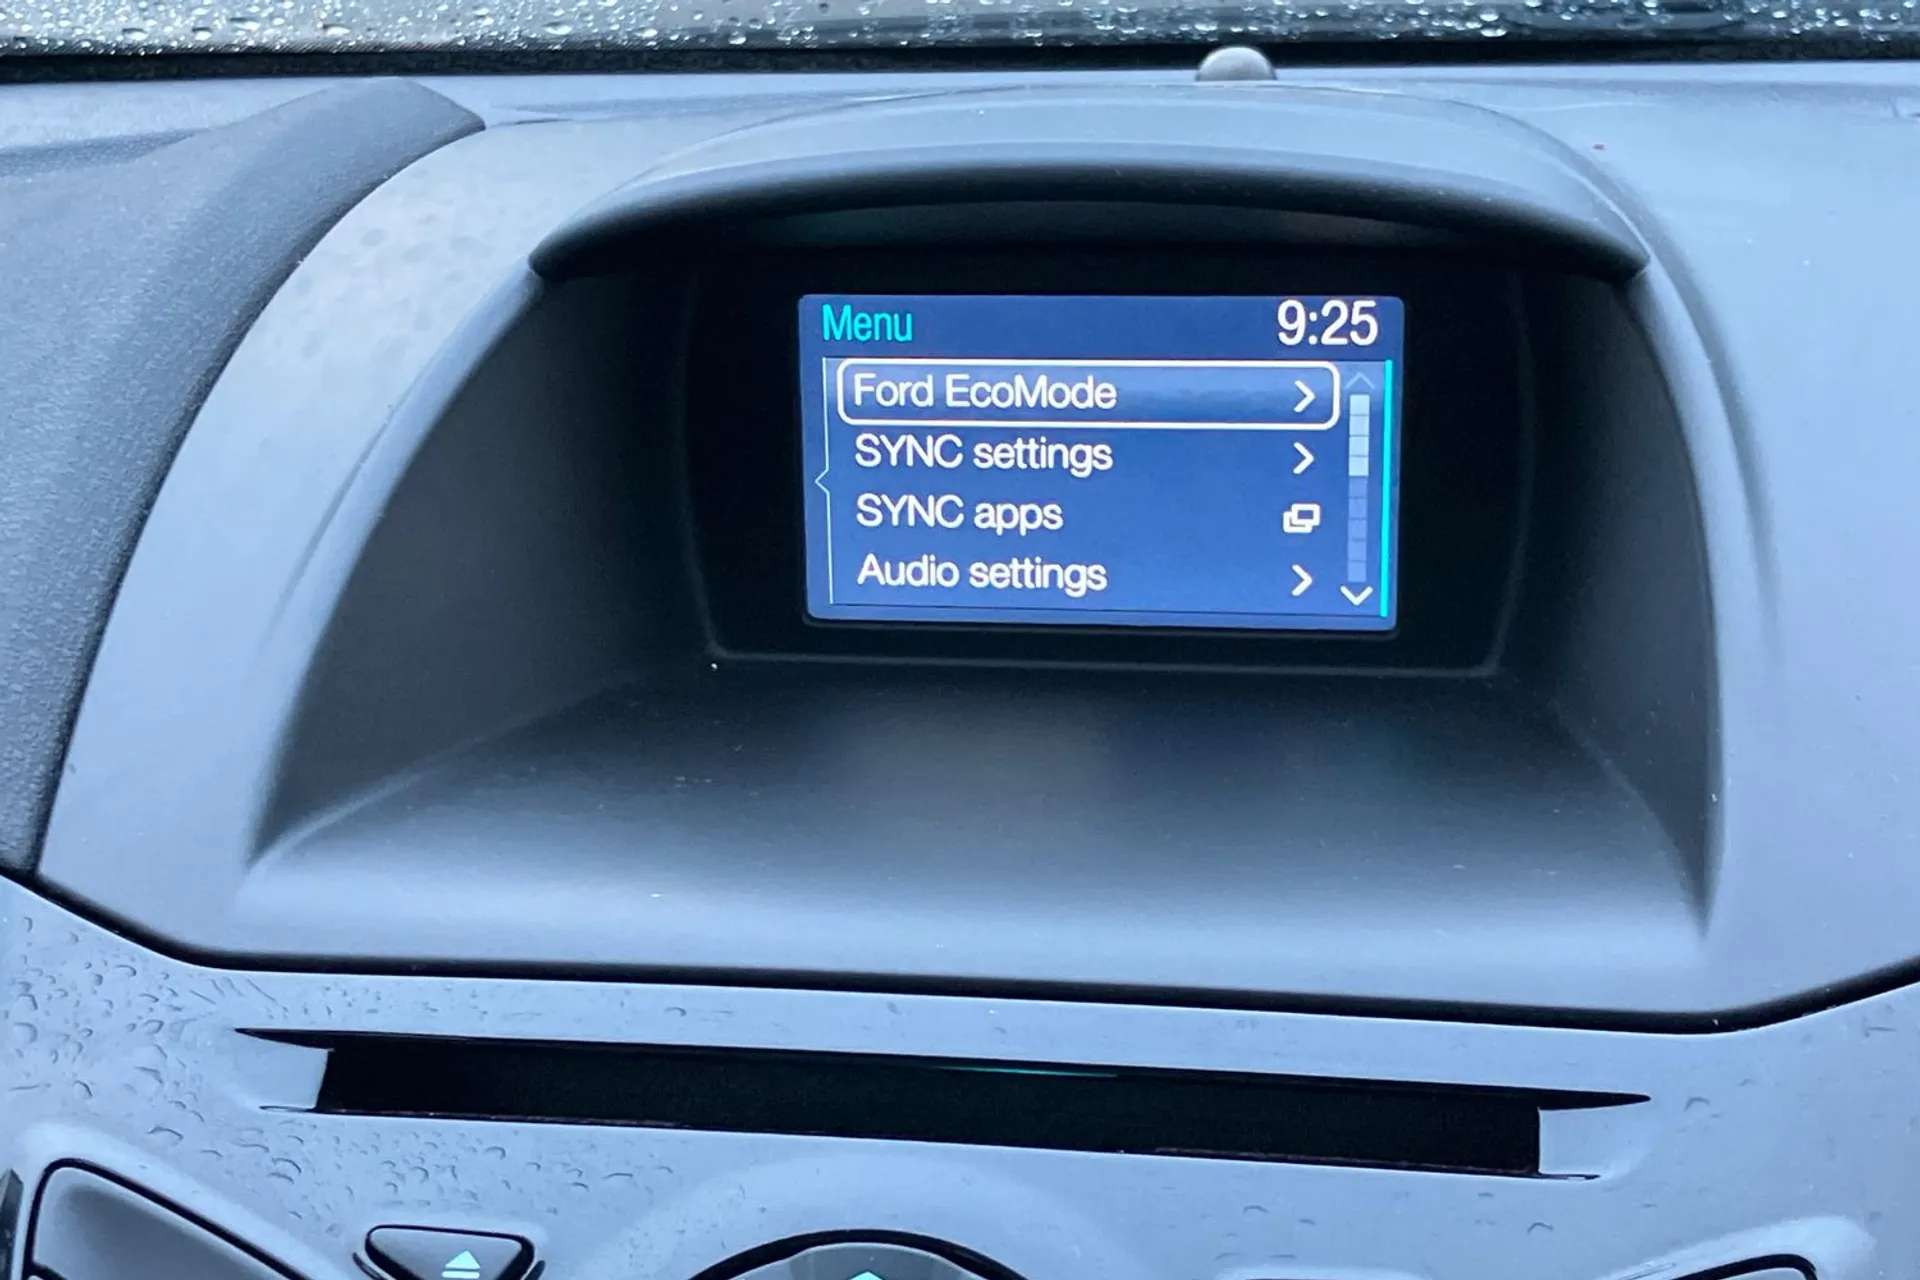 Menu 9:25
Ford EcoMode
SYNC settings
SYNC apps
Audio settings